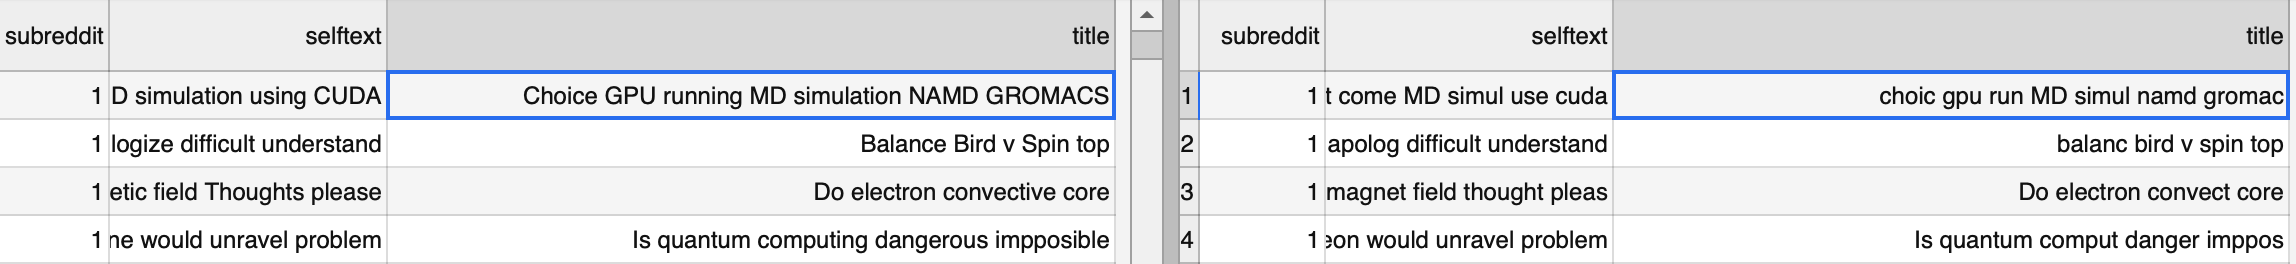 subreddit selftext title subreddit selftext title
1 D simulation using CUDA Choice GPU running MD simulation NAMD GROMACS 1 1 t come MD simul use cuda choic gpu run MD simul namd gromac
1 logize difficult understand Balance Bird v Spin top 2 1 apolog difficult understand balanc bird v spin top
1 etic field Thoughts please Do electron convective core 3 1 magnet field thought pleas Do electron convect core
1 ne would unravel problem Is quantum computing dangerous impposible 4 1 eon would unravel problem Is quantum comput danger imppos